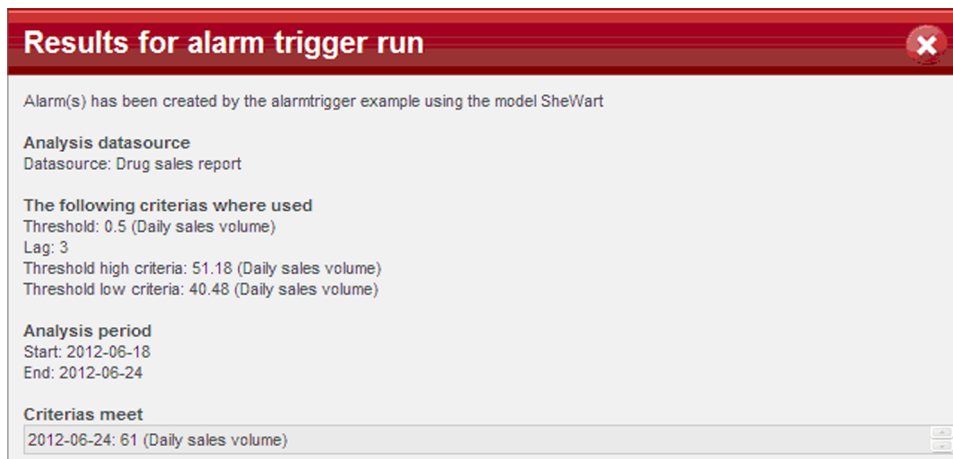 Results for alarm trigger run
Alarm(s) has been created by the alarmtrigger example using the model SheWart
Analysis datasource
Datasource: Drug sales report
The following criterias where used
Threshold: 0.5 (Daily sales volume)
Lag: 3
Threshold high criteria: 51.18 (Daily sales volume)
Threshold low criteria: 40.48 (Daily sales volume)
Analysis period
Start: 2012-06-18
End: 2012-06-24
Criterias meet
2012-06-24: 61 (Daily sales volume)